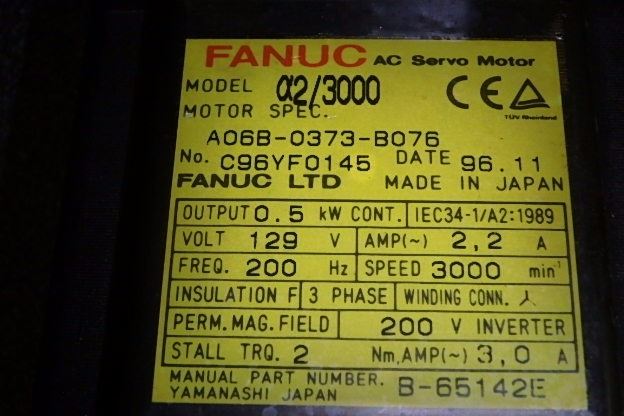 FANUC AC Servo Motor
MODEL α2/3000
MOTOR SPEC.
TÜV Rheinland
A06B-0373-B076
No. C96YF0145 DATE 96.11
FANUC LTD MADE IN JAPAN
OUTPUT 0.5 kW CONT. IEC34-1/A2:1989
VOLT 129 V AMP(~) 2,2 A
FREQ. 200 Hz SPEED 3000 min⁻¹
INSULATION F 3 PHASE WINDING CONN. ⅄
PERM.MAG.FIELD 200 V INVERTER
STALL TRQ. 2 Nm,AMP(~) 3,0 A
MANUAL PART NUMBER. B-65142E
YAMANASHI JAPAN